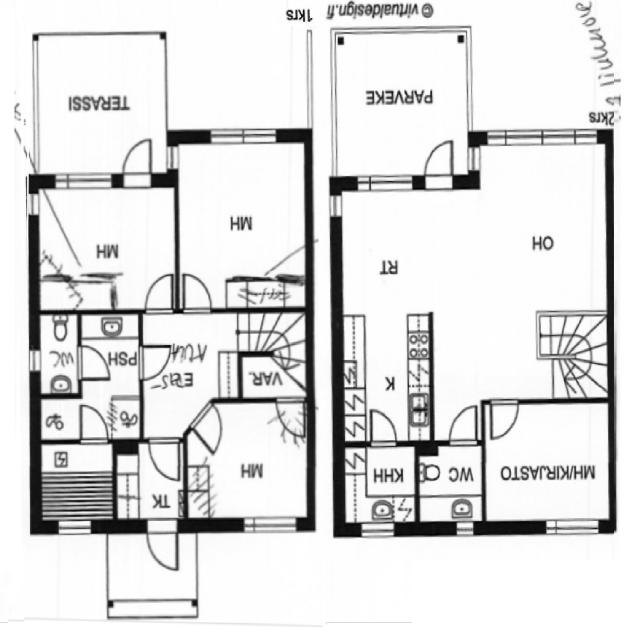 MH/KIRJASTO
WC
KHH
K
OH
RT
PARVEKE
2krs
© virtualdesign.fi
TK
MH
VAR.
PSH
WC
MH
MH
TERASSI
1krs